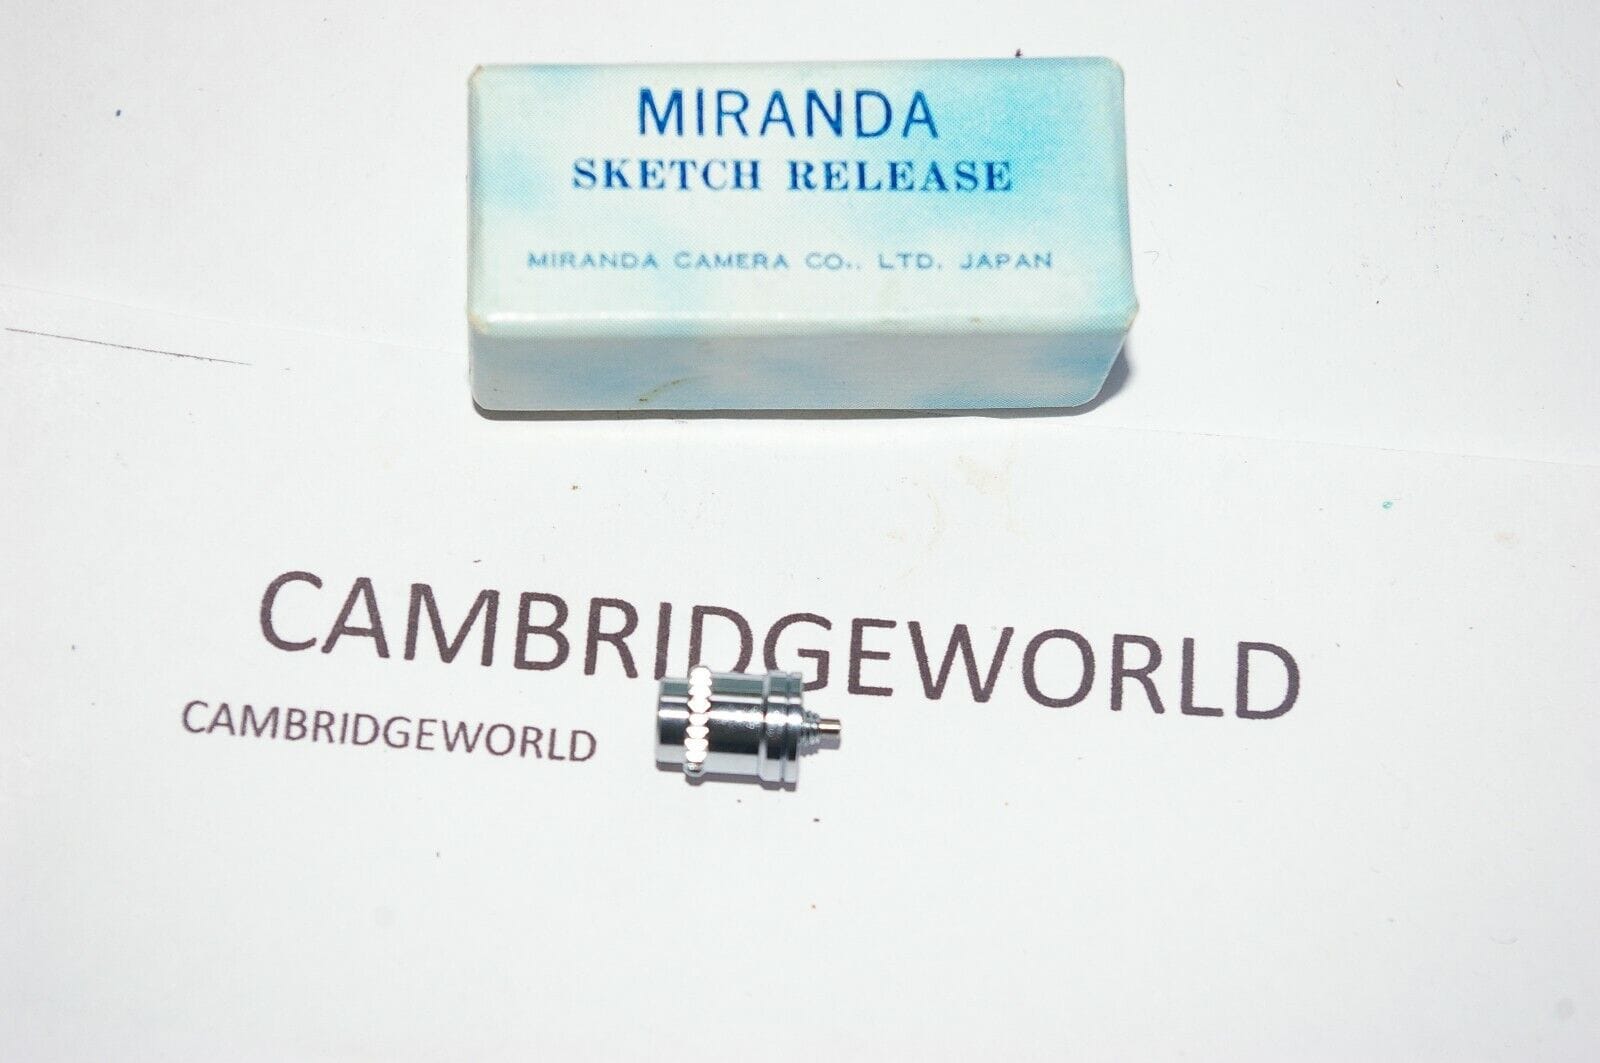 MIRANDA
SKETCH RELEASE
MIRANDA CAMERA CO., LTD. JAPAN
CAMBRIDGEWORLD
CAMBRIDGEWORLD